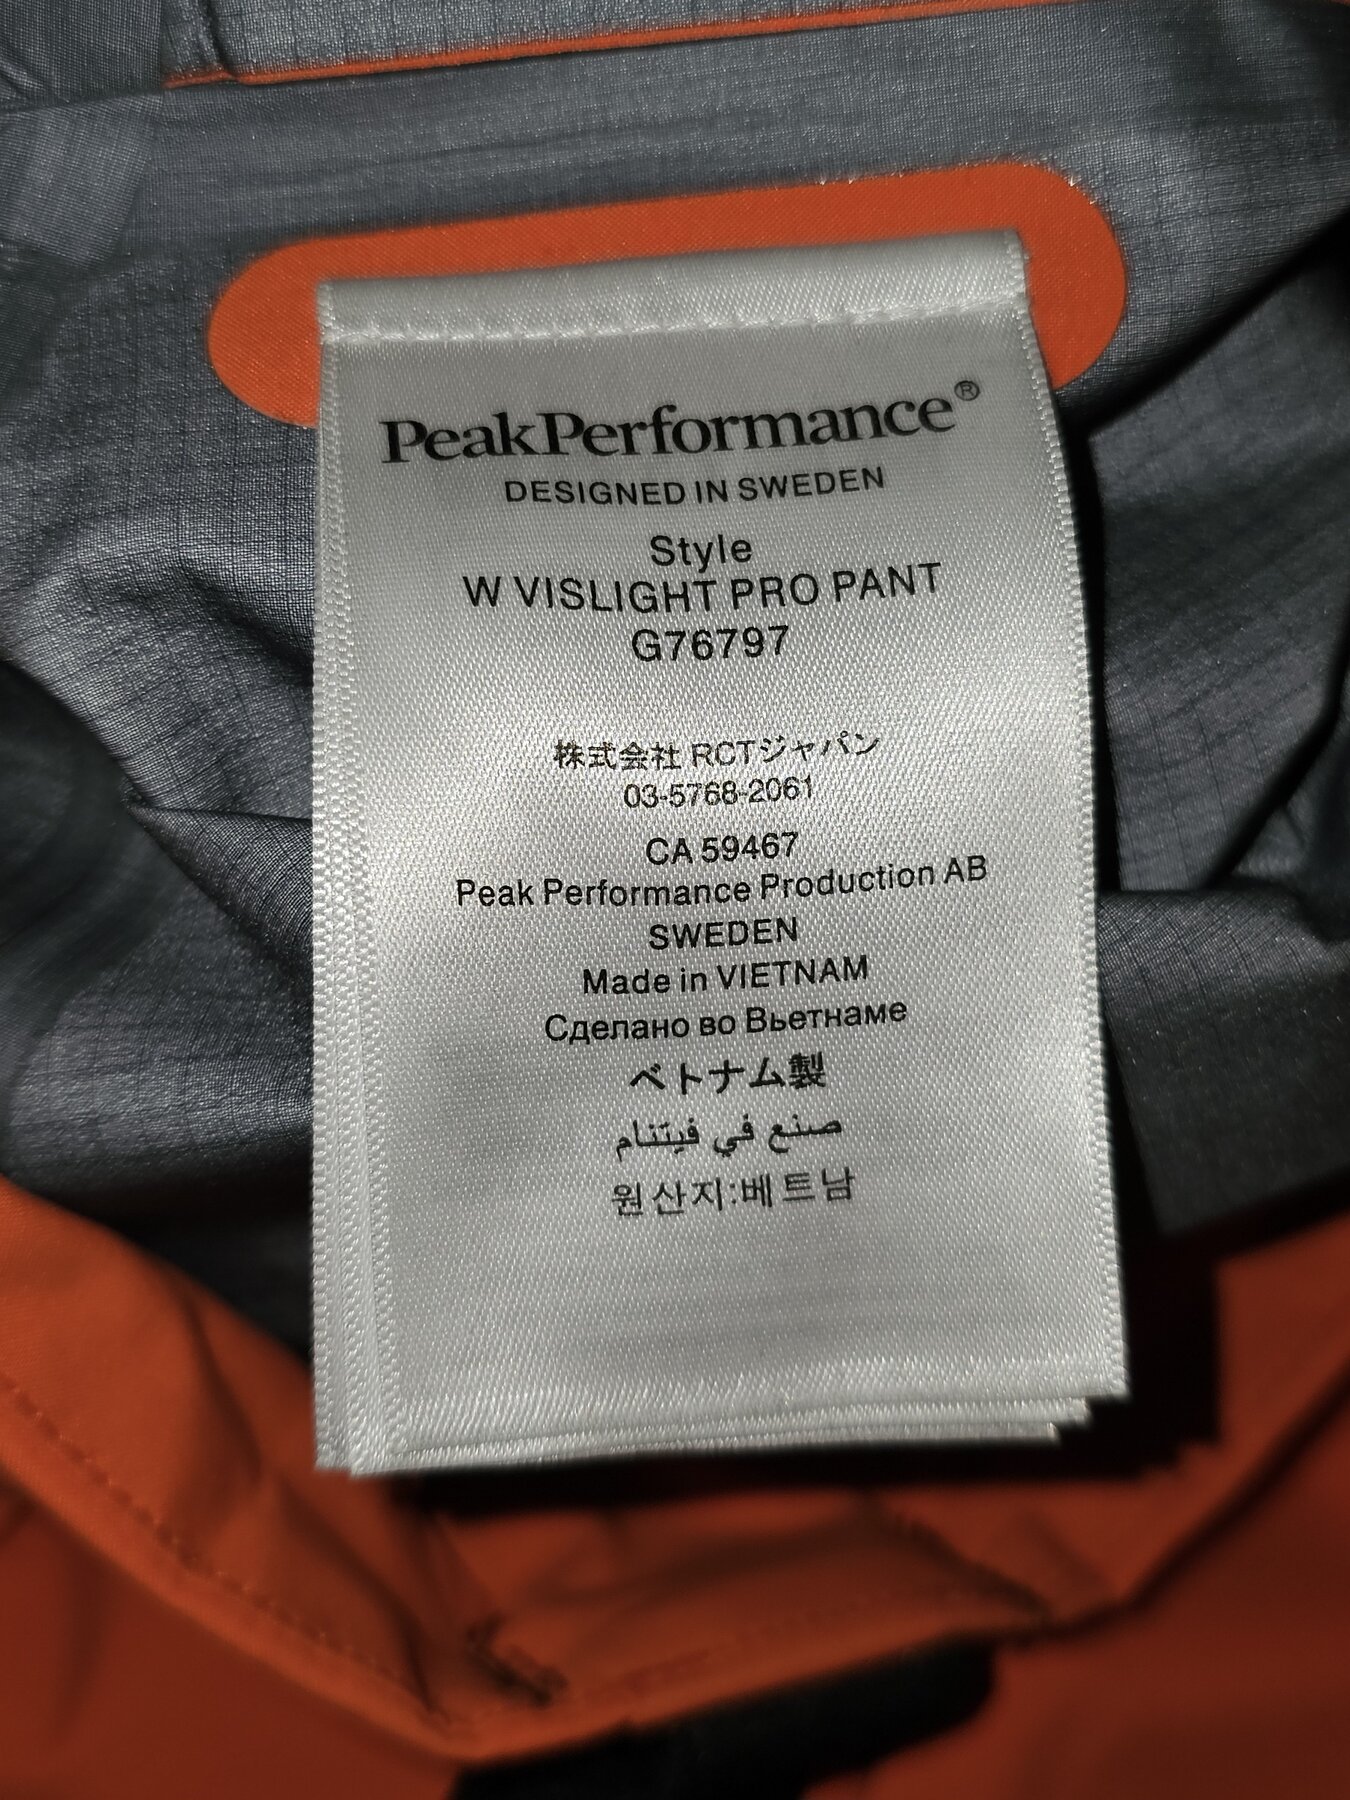 PeakPerformance®
DESIGNED IN SWEDEN
Style
W VISLIGHT PRO PANT
G76797
株式会社 RCTジャパン
03-5768-2061
CA 59467
Peak Performance Production AB
SWEDEN
Made in VIETNAM
Сделано во Вьетнаме
ベトナム製
صنع في فيتنام
원산지:베트남